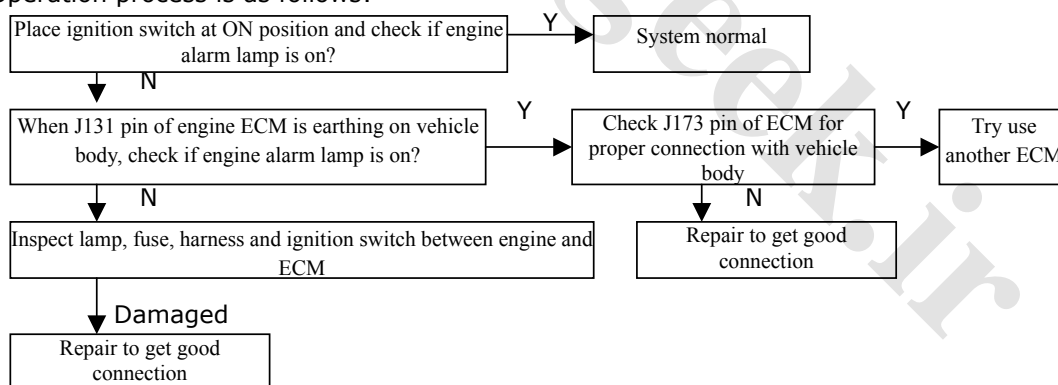 operation process is as follows:
Place ignition switch at ON position and check if engine
alarm lamp is on?
Y
System normal
N
When J131 pin of engine ECM is earthing on vehicle
body, check if engine alarm lamp is on?
Y
Check J173 pin of ECM for
proper connection with vehicle
body
Y
Try use
another ECM
N
N
Inspect lamp, fuse, harness and ignition switch between engine and
ECM
Repair to get good
connection
Damaged
Repair to get good
connection
seek.ir